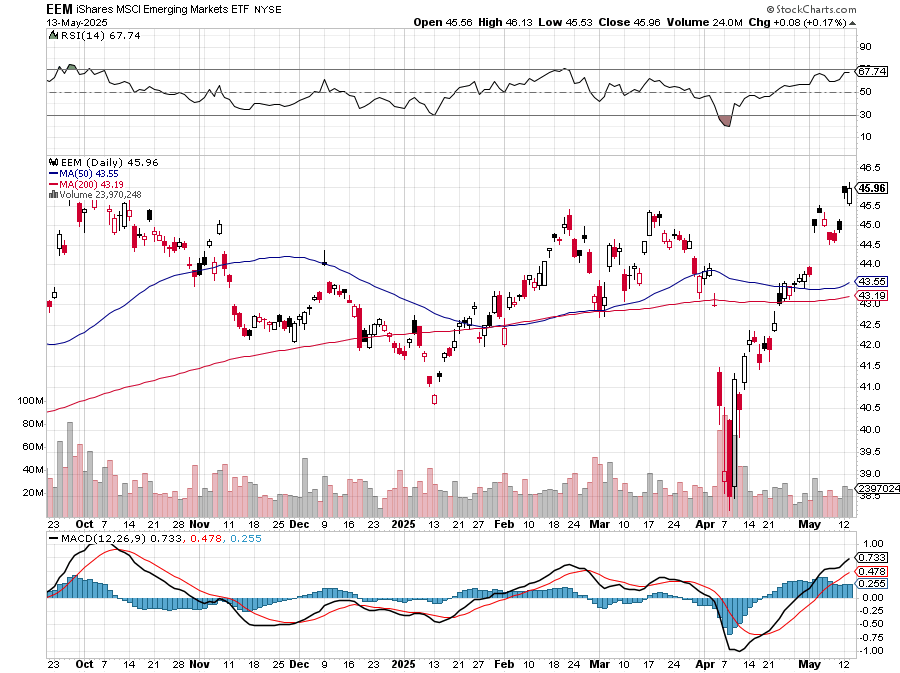 EEM iShares MSCI Emerging Markets ETF NYSE
© StockCharts.com
13-May-2025
Open 45.56 High 46.13 Low 45.53 Close 45.96 Volume 24.0M Chg +0.08 (+0.17%)
RSI(14) 67.74
90
67.74
50
30
10
EEM (Daily) 45.96
MA(50) 43.55
MA(200) 43.19
Volume 23,970,248
46.5
45.96
45.5
45.0
44.5
44.0
43.55
43.19
43.0
42.5
42.0
41.5
41.0
40.5
40.0
39.5
39.0
2397024
38.5
100M
80M
60M
40M
20M
23 Oct 7 14 21 28 Nov 11 18 25 Dec 9 16 23 2025 13 21 27 Feb 10 18 24 Mar 10 17 24 Apr 7 14 21 May 12
MACD(12,26,9) 0.733, 0.478, 0.255
1.00
0.733
0.478
0.255
0.00
-0.25
-0.50
-0.75
-1.00
23 Oct 7 14 21 28 Nov 11 18 25 Dec 9 16 23 2025 13 21 27 Feb 10 18 24 Mar 10 17 24 Apr 7 14 21 May 12